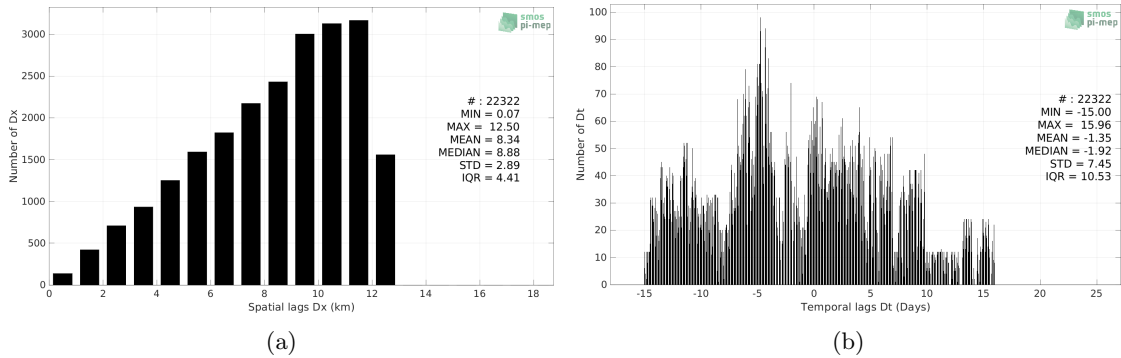 3000
2500
2000
1500
1000
500
0
Number of Dx
0 2 4 6 8 10 12 14 16 18
Spatial lags Dx (km)
smos
pi-mep
# : 22322
MIN = 0.07
MAX = 12.50
MEAN = 8.34
MEDIAN = 8.88
STD = 2.89
IQR = 4.41
(a)
100
90
80
70
60
50
40
30
20
10
0
Number of Dt
-15 -10 -5 0 5 10 15 20 25
Temporal lags Dt (Days)
smos
pi-mep
# : 22322
MIN = -15.00
MAX = 15.96
MEAN = -1.35
MEDIAN = -1.92
STD = 7.45
IQR = 10.53
(b)